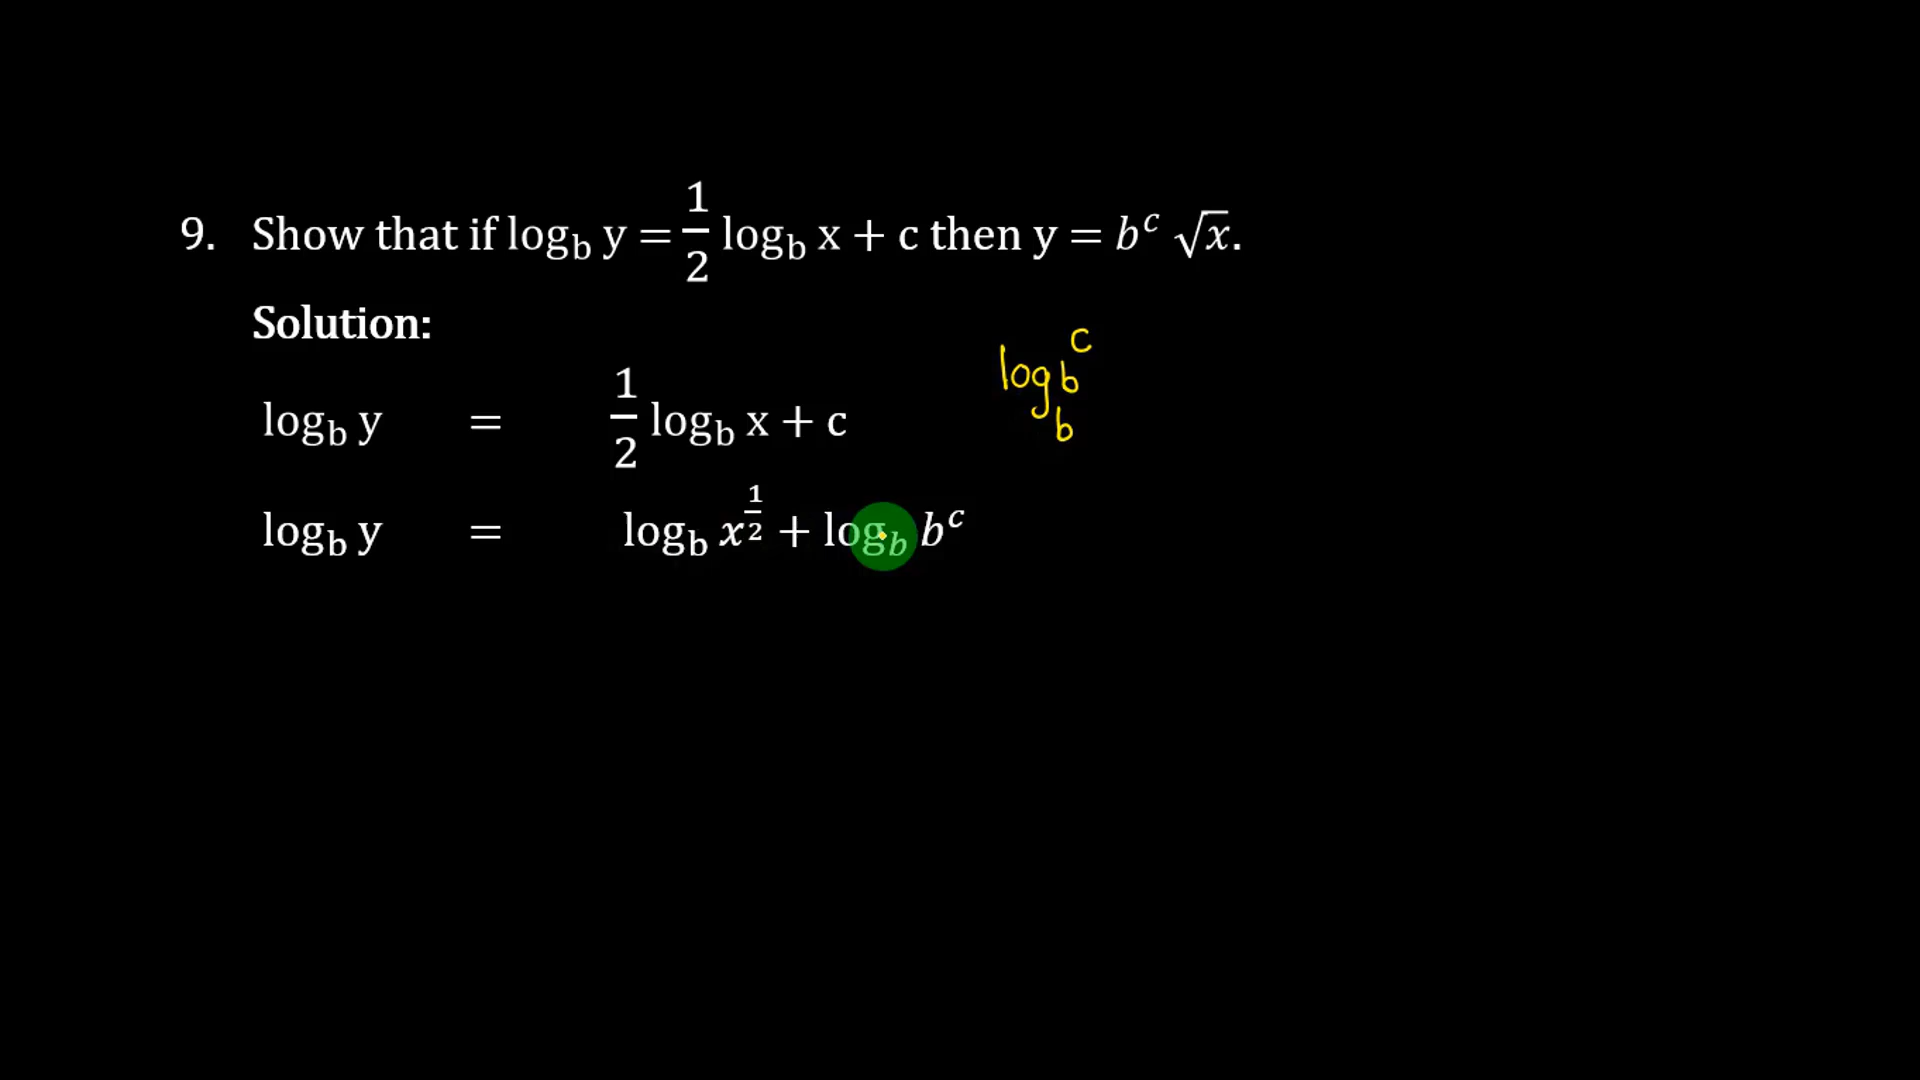 9. Show that if log_b y = 1/2 log_b x + c then y = b^c √x.
Solution:
log_b y = 1/2 log_b x + c
log_b b^c
log_b y = log_b x^(1/2) + log_b b^c